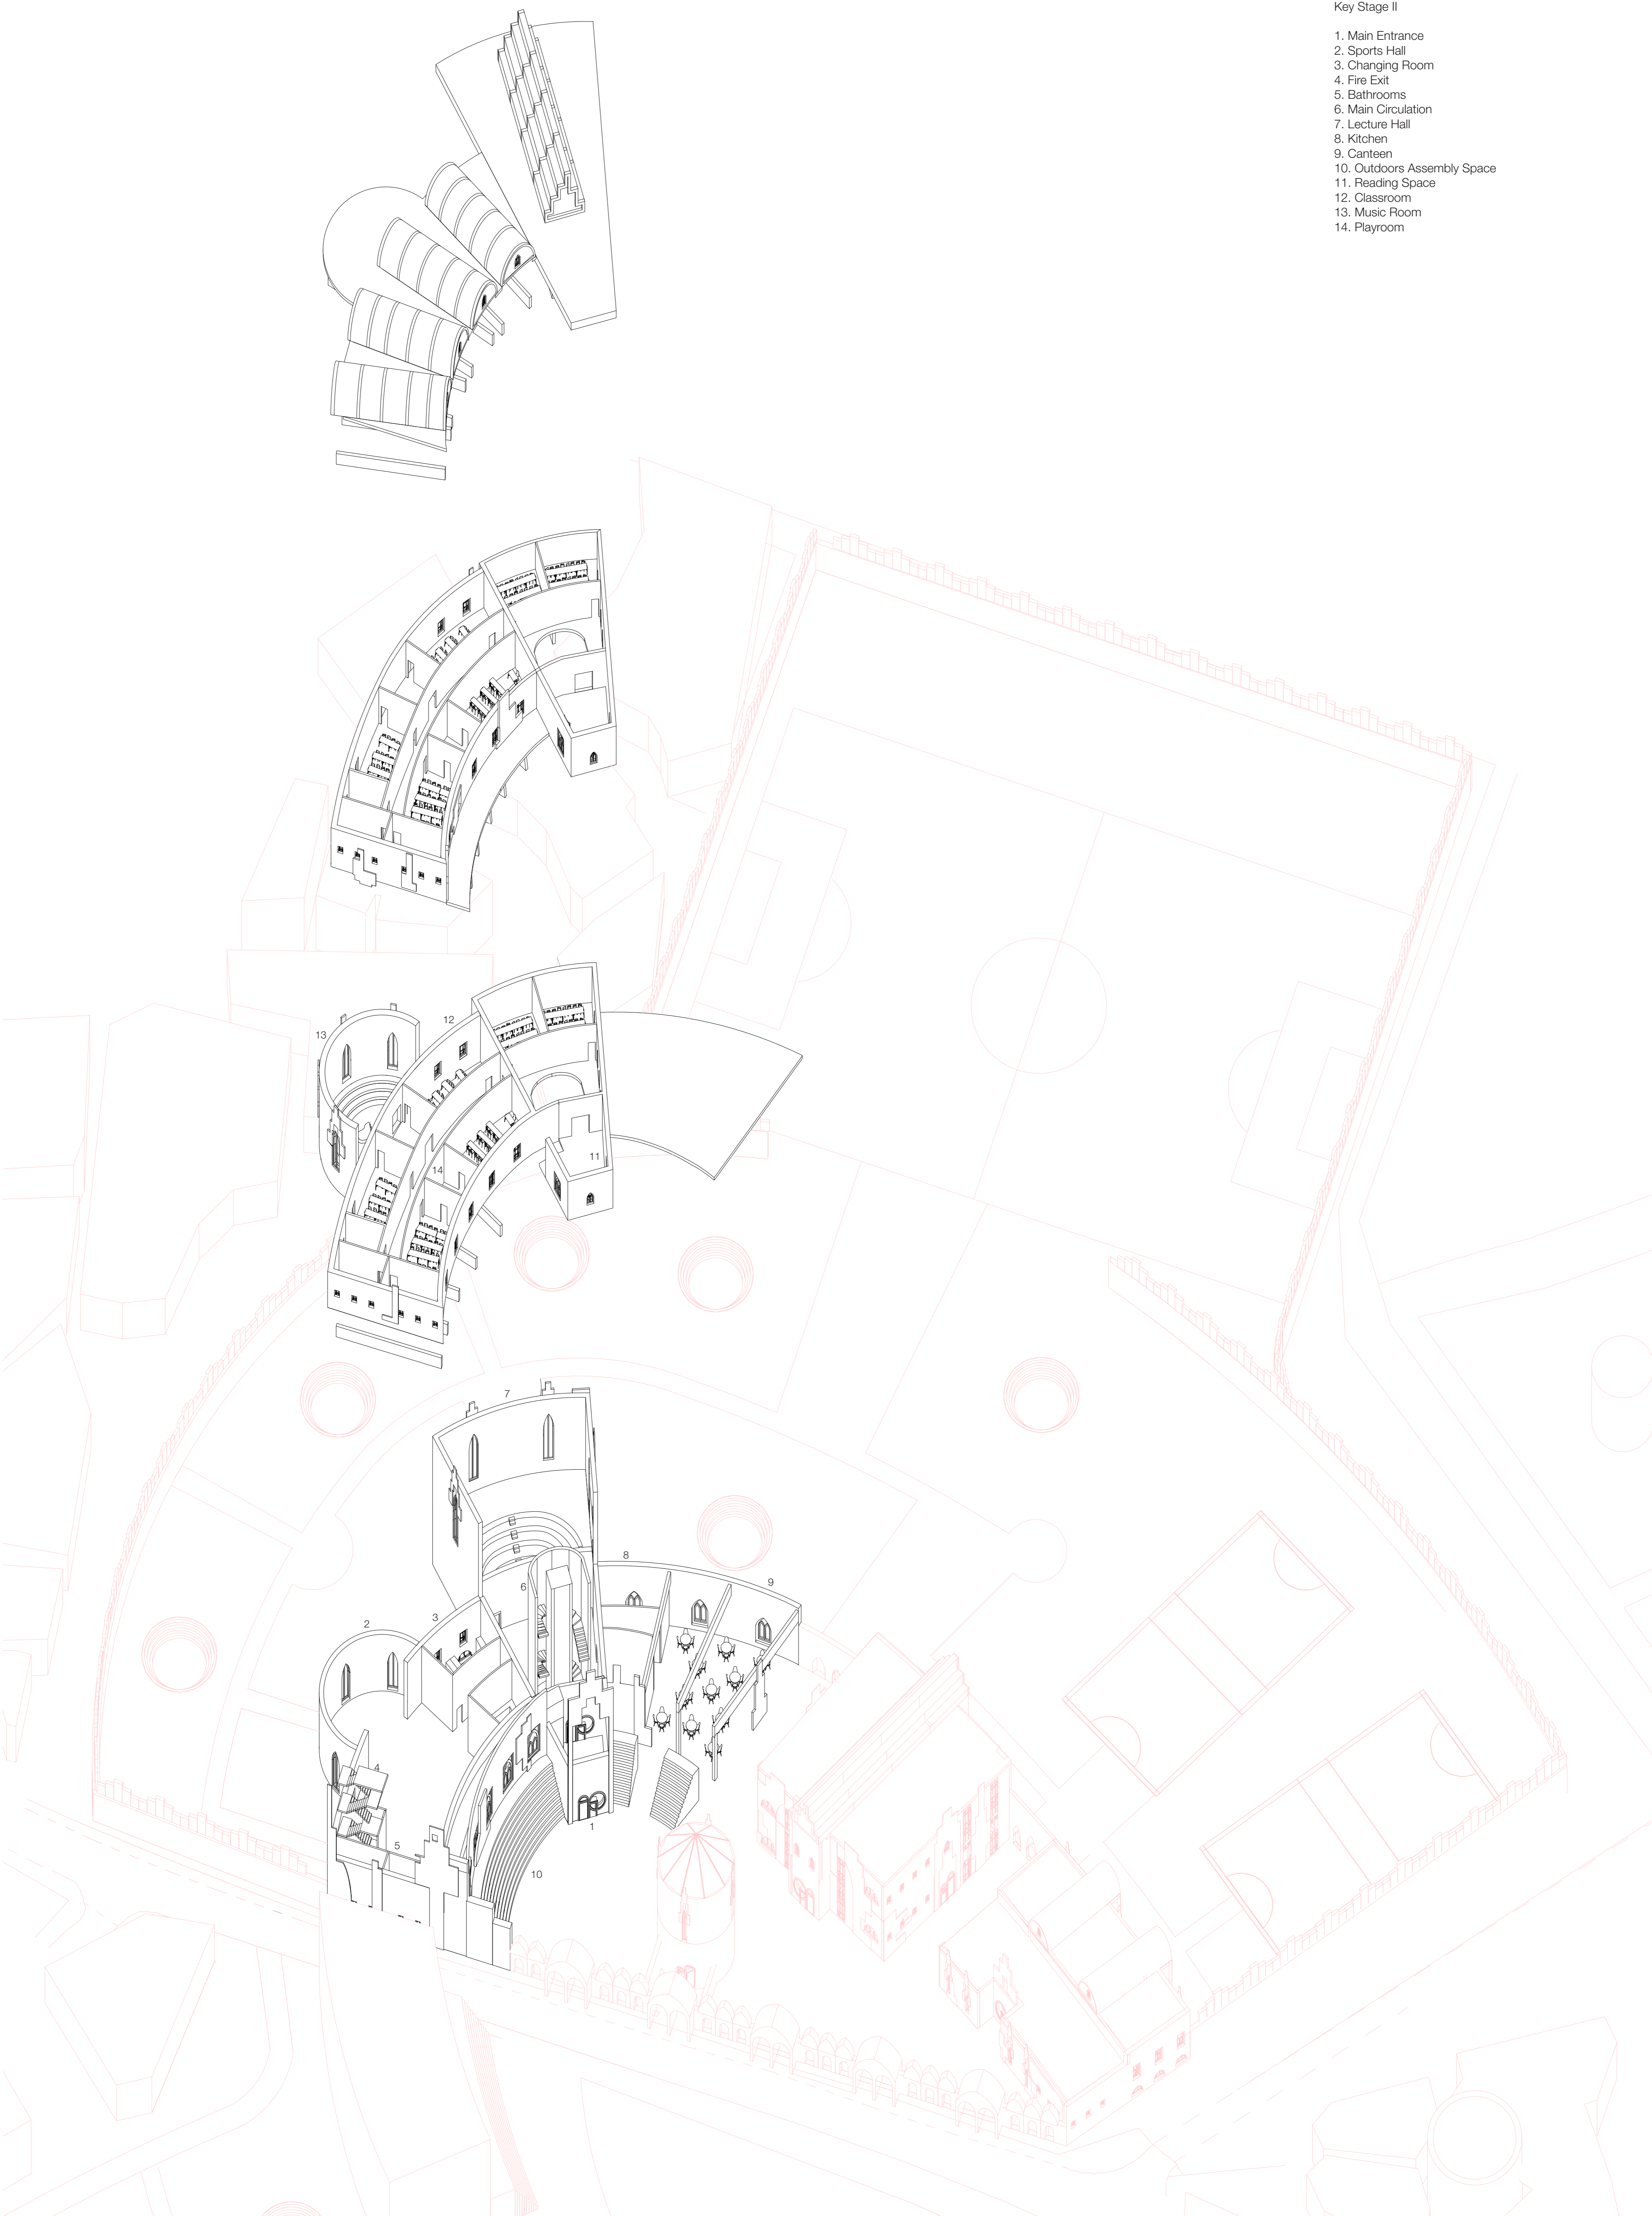 Key Stage II
1. Main Entrance
2. Sports Hall
3. Changing Room
4. Fire Exit
5. Bathrooms
6. Main Circulation
7. Lecture Hall
8. Kitchen
9. Canteen
10. Outdoors Assembly Space
11. Reading Space
12. Classroom
13. Music Room
14. Playroom
12
13
11
14
7
8
9
6
3
2
4
1
5
10